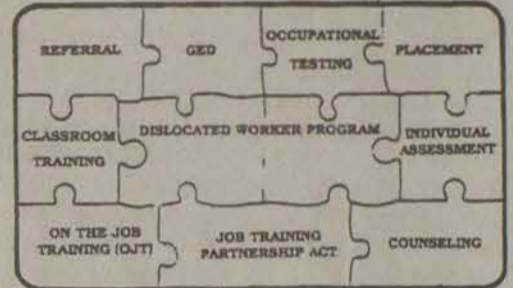 REFERRAL
GED
OCCUPATIONAL
TESTING
PLACEMENT
CLASSROOM
TRAINING
DISLOCATED WORKER PROGRAM
INDIVIDUAL
ASSESSMENT
ON THE JOB
TRAINING (OJT)
JOB TRAINING
PARTNERSHIP ACT
COUNSELING